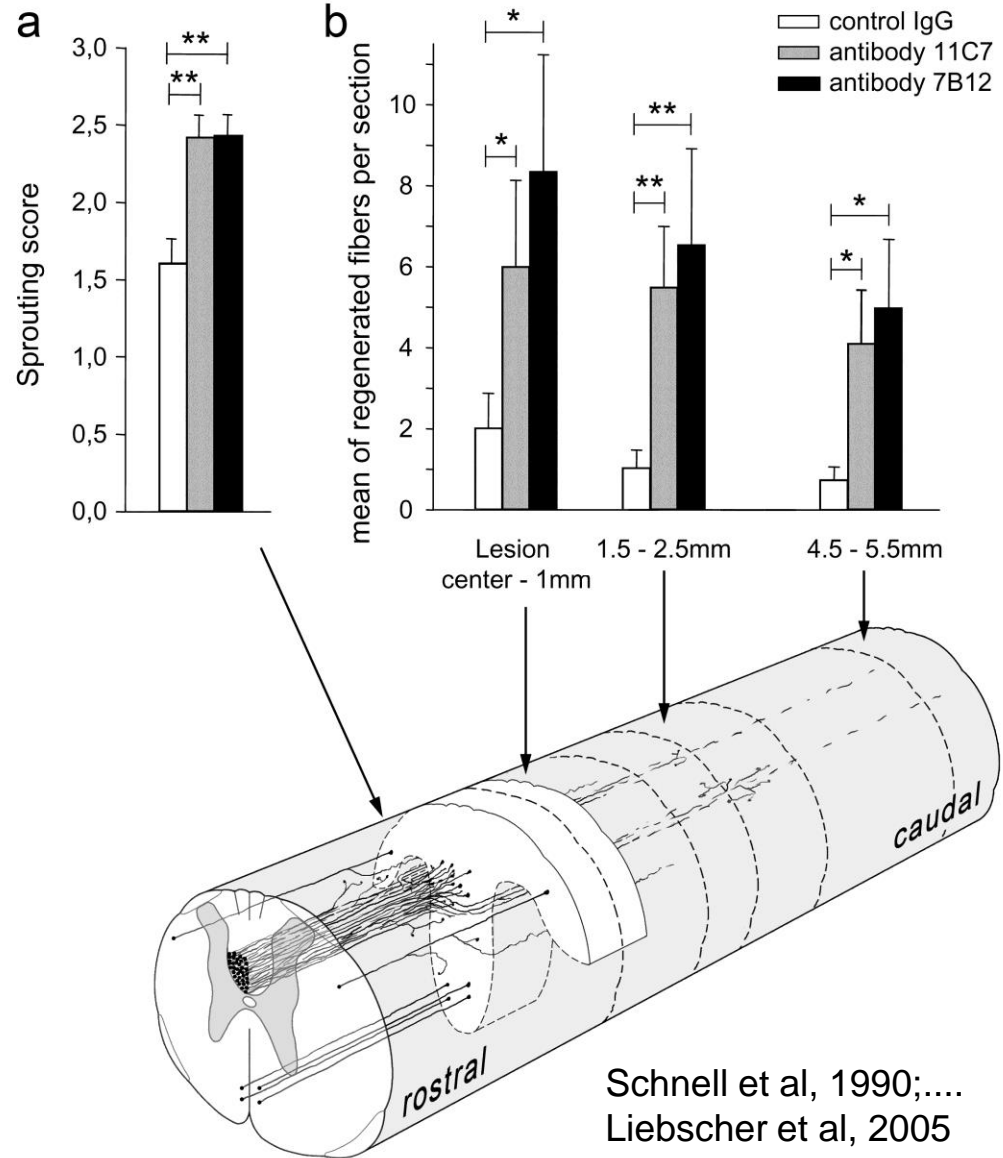 a
**
**
Sprouting score
3,0
2,5
2,0
1,5
1,0
0,5
0,0
b
control IgG
antibody 11C7
antibody 7B12
mean of regenerated fibers per section
10
8
6
4
2
0
*
*
**
**
*
*
Lesion
center - 1mm
1.5 - 2.5mm
4.5 - 5.5mm
rostral
caudal
Schnell et al, 1990;....
Liebscher et al, 2005